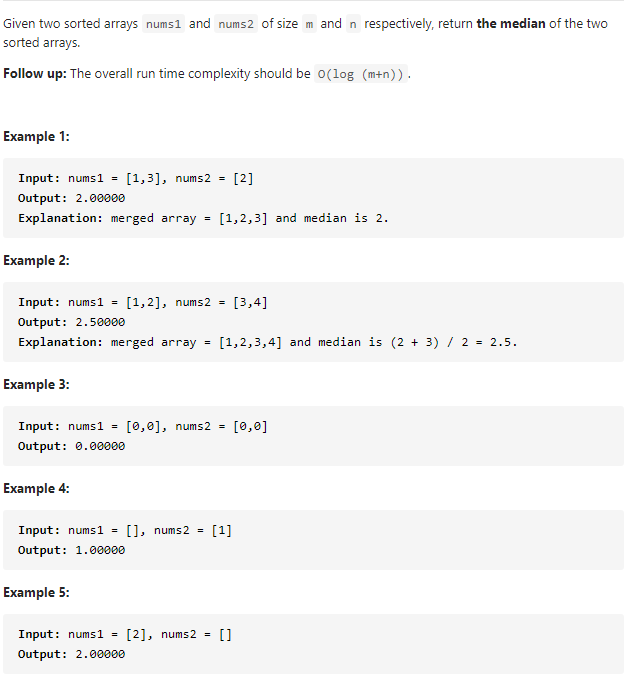 Given two sorted arrays nums1 and nums2 of size m and n respectively, return the median of the two
sorted arrays.
Follow up: The overall run time complexity should be O(log (m+n)).
Example 1:
Input: nums1 = [1,3], nums2 = [2]
Output: 2.00000
Explanation: merged array = [1,2,3] and median is 2.
Example 2:
Input: nums1 = [1,2], nums2 = [3,4]
Output: 2.50000
Explanation: merged array = [1,2,3,4] and median is (2 + 3) / 2 = 2.5.
Example 3:
Input: nums1 = [0,0], nums2 = [0,0]
Output: 0.00000
Example 4:
Input: nums1 = [], nums2 = [1]
Output: 1.00000
Example 5:
Input: nums1 = [2], nums2 = []
Output: 2.00000